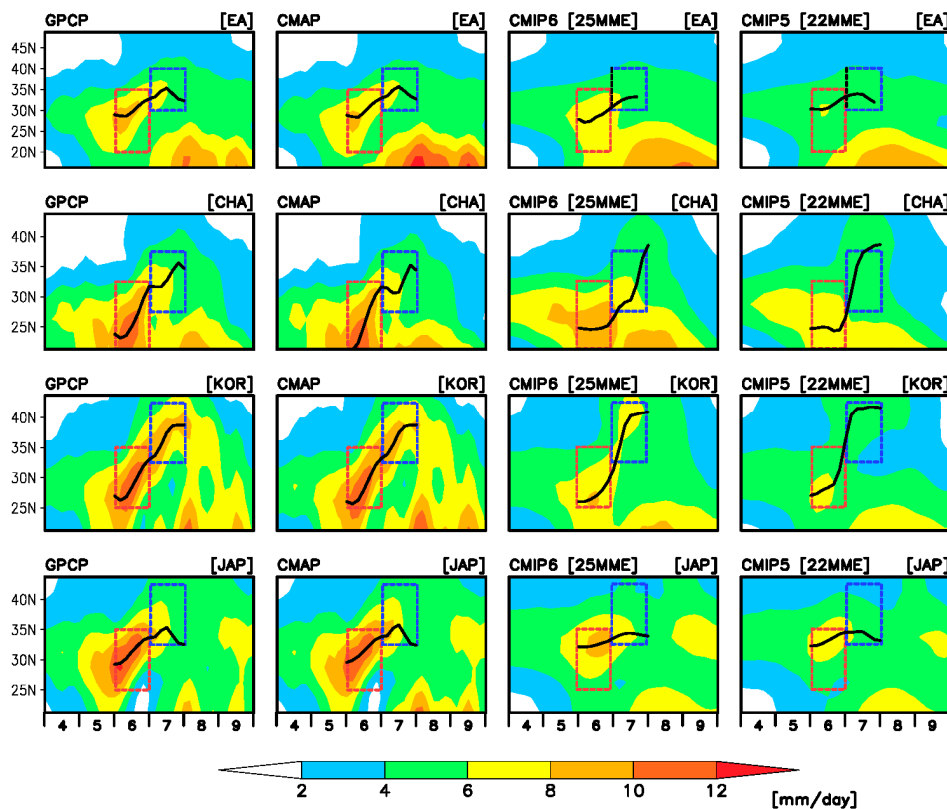 GPCP [EA] CMAP [EA] CMIP6 [25MME] [EA] CMIP5 [22MME] [EA]
45N
40N
35N
30N
25N
20N
GPCP [CHA] CMAP [CHA] CMIP6 [25MME] [CHA] CMIP5 [22MME] [CHA]
40N
35N
30N
25N
GPCP [KOR] CMAP [KOR] CMIP6 [25MME] [KOR] CMIP5 [22MME] [KOR]
40N
35N
30N
25N
GPCP [JAP] CMAP [JAP] CMIP6 [25MME] [JAP] CMIP5 [22MME] [JAP]
40N
35N
30N
25N
4 5 6 7 8 9 4 5 6 7 8 9 4 5 6 7 8 9 4 5 6 7 8 9
2 4 6 8 10 12
[mm/day]